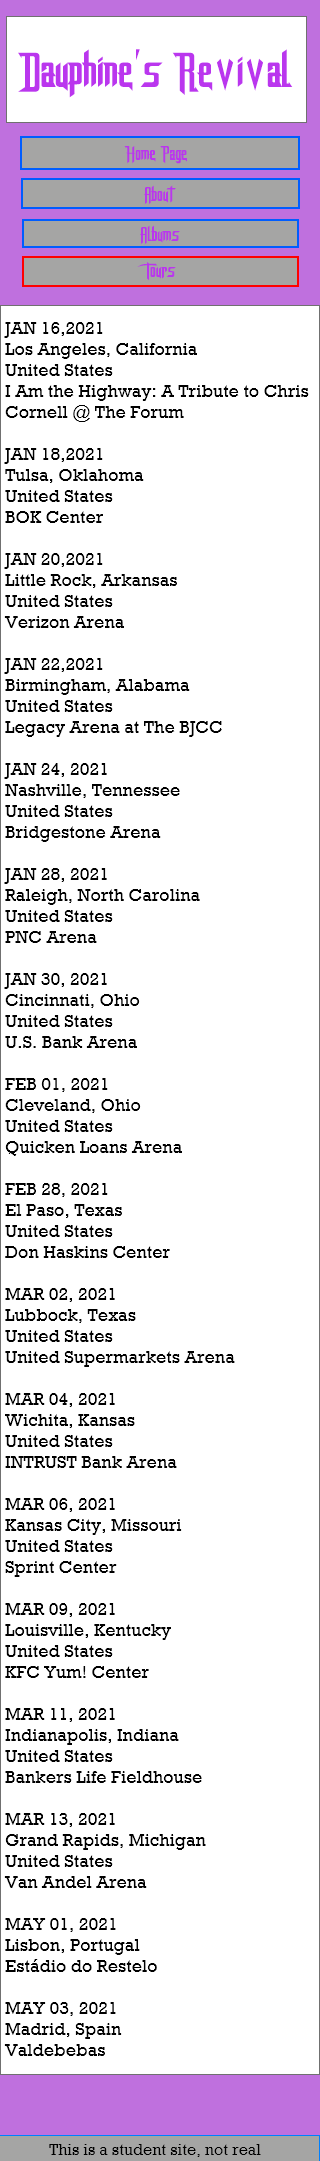 Dauphine's Revival
Home Page
About
Albums
Tours
JAN 16,2021
Los Angeles, California
United States
I Am the Highway: A Tribute to Chris
Cornell @ The Forum
JAN 18,2021
Tulsa, Oklahoma
United States
BOK Center
JAN 20,2021
Little Rock, Arkansas
United States
Verizon Arena
JAN 22,2021
Birmingham, Alabama
United States
Legacy Arena at The BJCC
JAN 24, 2021
Nashville, Tennessee
United States
Bridgestone Arena
JAN 28, 2021
Raleigh, North Carolina
United States
PNC Arena
JAN 30, 2021
Cincinnati, Ohio
United States
U.S. Bank Arena
FEB 01, 2021
Cleveland, Ohio
United States
Quicken Loans Arena
FEB 28, 2021
El Paso, Texas
United States
Don Haskins Center
MAR 02, 2021
Lubbock, Texas
United States
United Supermarkets Arena
MAR 04, 2021
Wichita, Kansas
United States
INTRUST Bank Arena
MAR 06, 2021
Kansas City, Missouri
United States
Sprint Center
MAR 09, 2021
Louisville, Kentucky
United States
KFC Yum! Center
MAR 11, 2021
Indianapolis, Indiana
United States
Bankers Life Fieldhouse
MAR 13, 2021
Grand Rapids, Michigan
United States
Van Andel Arena
MAY 01, 2021
Lisbon, Portugal
Estádio do Restelo
MAY 03, 2021
Madrid, Spain
Valdebebas
This is a student site, not real